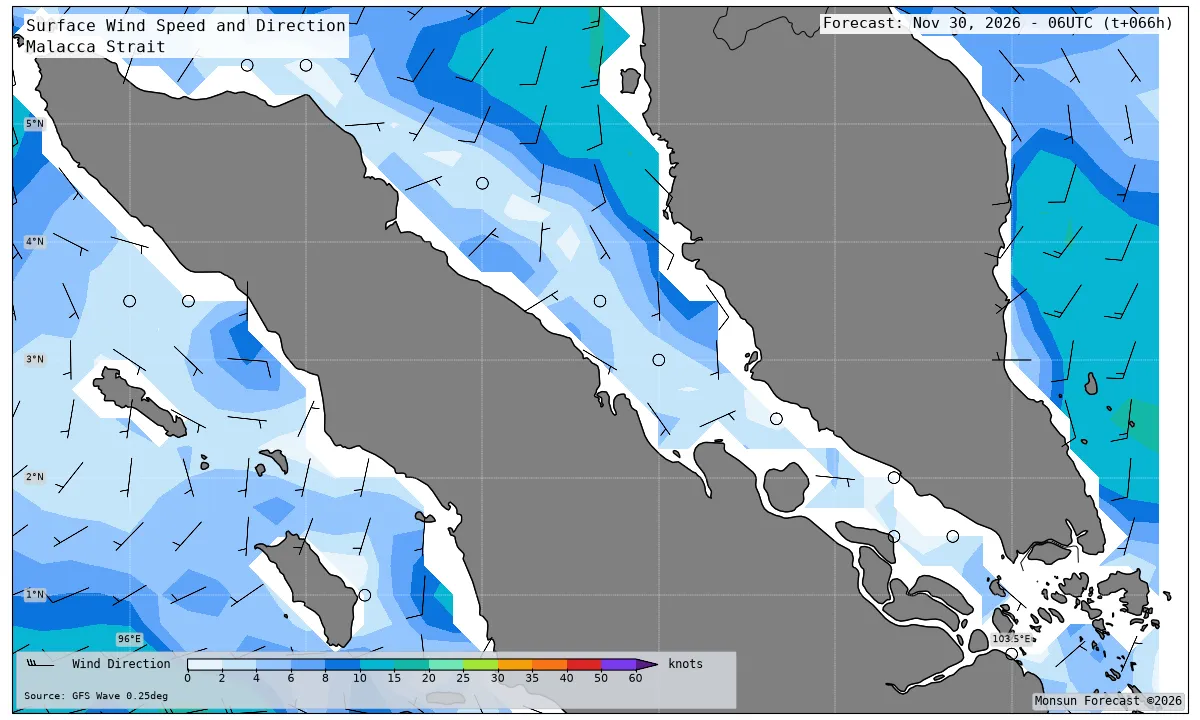 Surface Wind Speed and Direction
Malacca Strait
Forecast: Nov 30, 2026 - 06UTC (t+066h)
5°N
4°N
3°N
2°N
1°N
96°E
103.5°E
Wind Direction
knots
0 2 4 6 8 10 15 20 25 30 35 40 50 60
Source: GFS Wave 0.25deg
Monsun Forecast ©2026